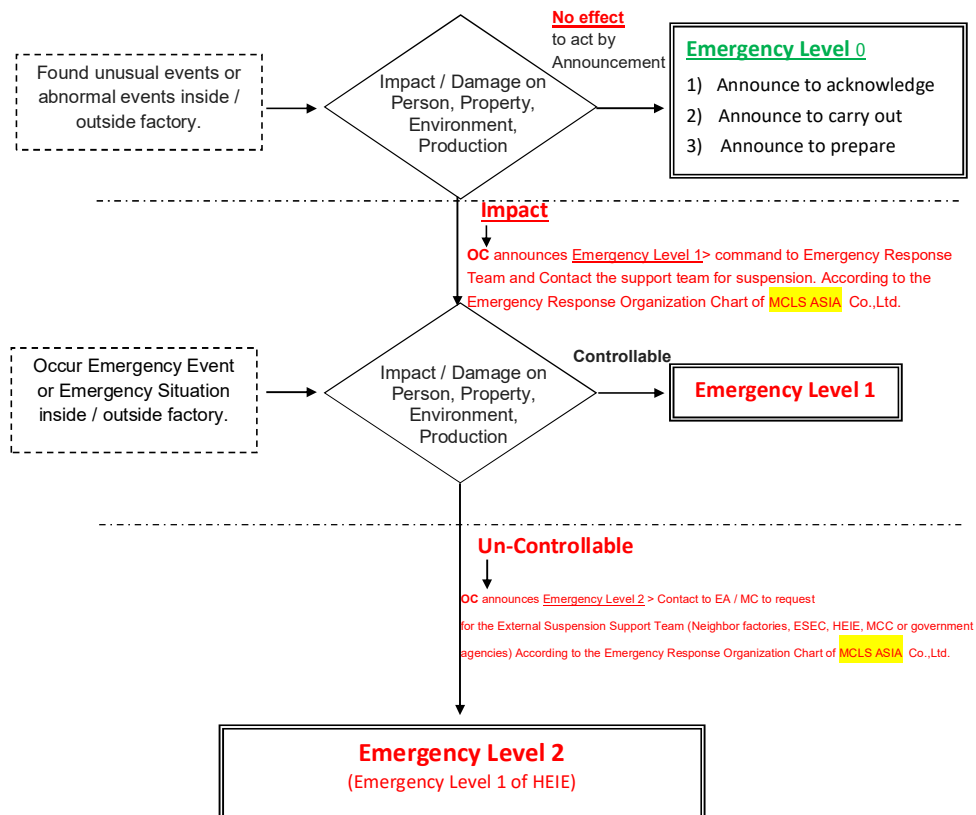 Found unusual events or
abnormal events inside /
outside factory.
Impact / Damage on
Person, Property,
Environment,
Production
No effect
to act by
Announcement
Emergency Level 0
1) Announce to acknowledge
2) Announce to carry out
3) Announce to prepare
Impact
OC announces Emergency Level 1> command to Emergency Response
Team and Contact the support team for suspension. According to the
Emergency Response Organization Chart of MCLS ASIA Co.,Ltd.
Occur Emergency Event
or Emergency Situation
inside / outside factory.
Impact / Damage on
Person, Property,
Environment,
Production
Controllable
Emergency Level 1
Un-Controllable
OC announces Emergency Level 2 > Contact to EA / MC to request
for the External Suspension Support Team (Neighbor factories, ESEC, HEIE, MCC or government
agencies) According to the Emergency Response Organization Chart of MCLS ASIA Co.,Ltd.
Emergency Level 2
(Emergency Level 1 of HEIE)